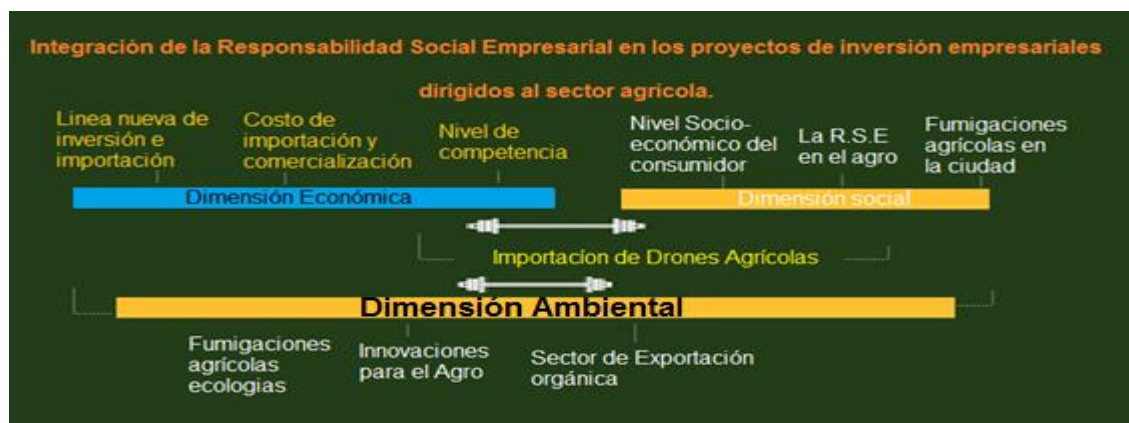 Integración de la Responsabilidad Social Empresarial en los proyectos de inversión empresariales
dirigidos al sector agrícola.
Linea nueva de
inversión e
importación
Costo de
importación y
comercialización
Nivel de
competencia
Nivel Socio-
económico del
consumidor
La R.S.E
en el agro
Fumigaciones
agrícolas en
la ciudad
Dimensión Económica
Dimensión social
Importacíon de Drones Agrícolas
Dimensión Ambiental
Fumigaciones
agrícolas
ecologias
Innovaciones
para el Agro
Sector de Exportación
orgánica